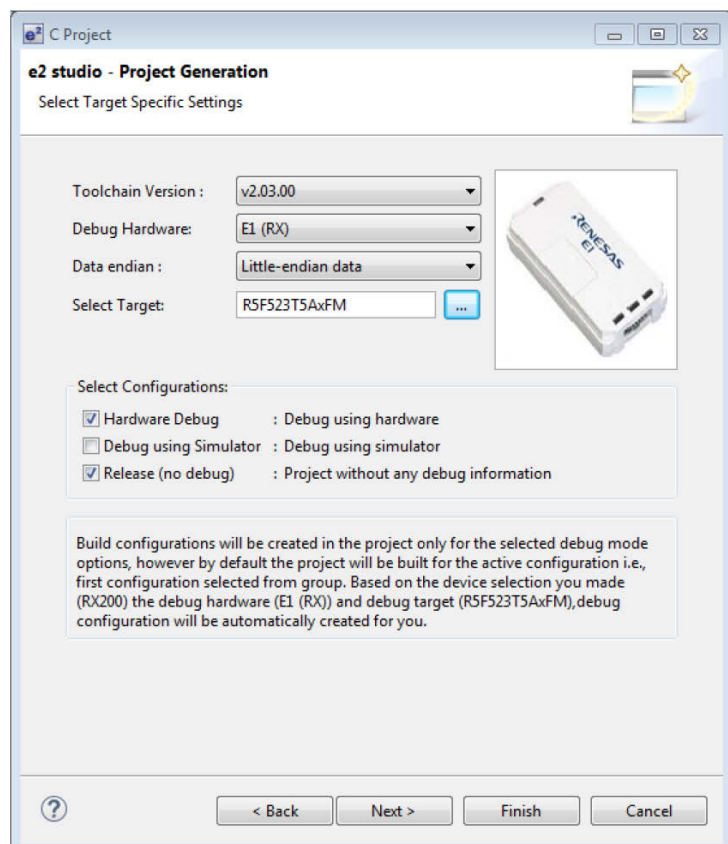 e² C Project
e2 studio - Project Generation
Select Target Specific Settings
Toolchain Version : v2.03.00
Debug Hardware: E1 (RX)
Data endian : Little-endian data
Select Target: R5F523T5AxFM ...
RENESAS
E1
Select Configurations:
Hardware Debug : Debug using hardware
Debug using Simulator : Debug using simulator
Release (no debug) : Project without any debug information
Build configurations will be created in the project only for the selected debug mode
options, however by default the project will be built for the active configuration i.e.,
first configuration selected from group. Based on the device selection you made
(RX200) the debug hardware (E1 (RX)) and debug target (R5F523T5AxFM),debug
configuration will be automatically created for you.
? < Back Next > Finish Cancel